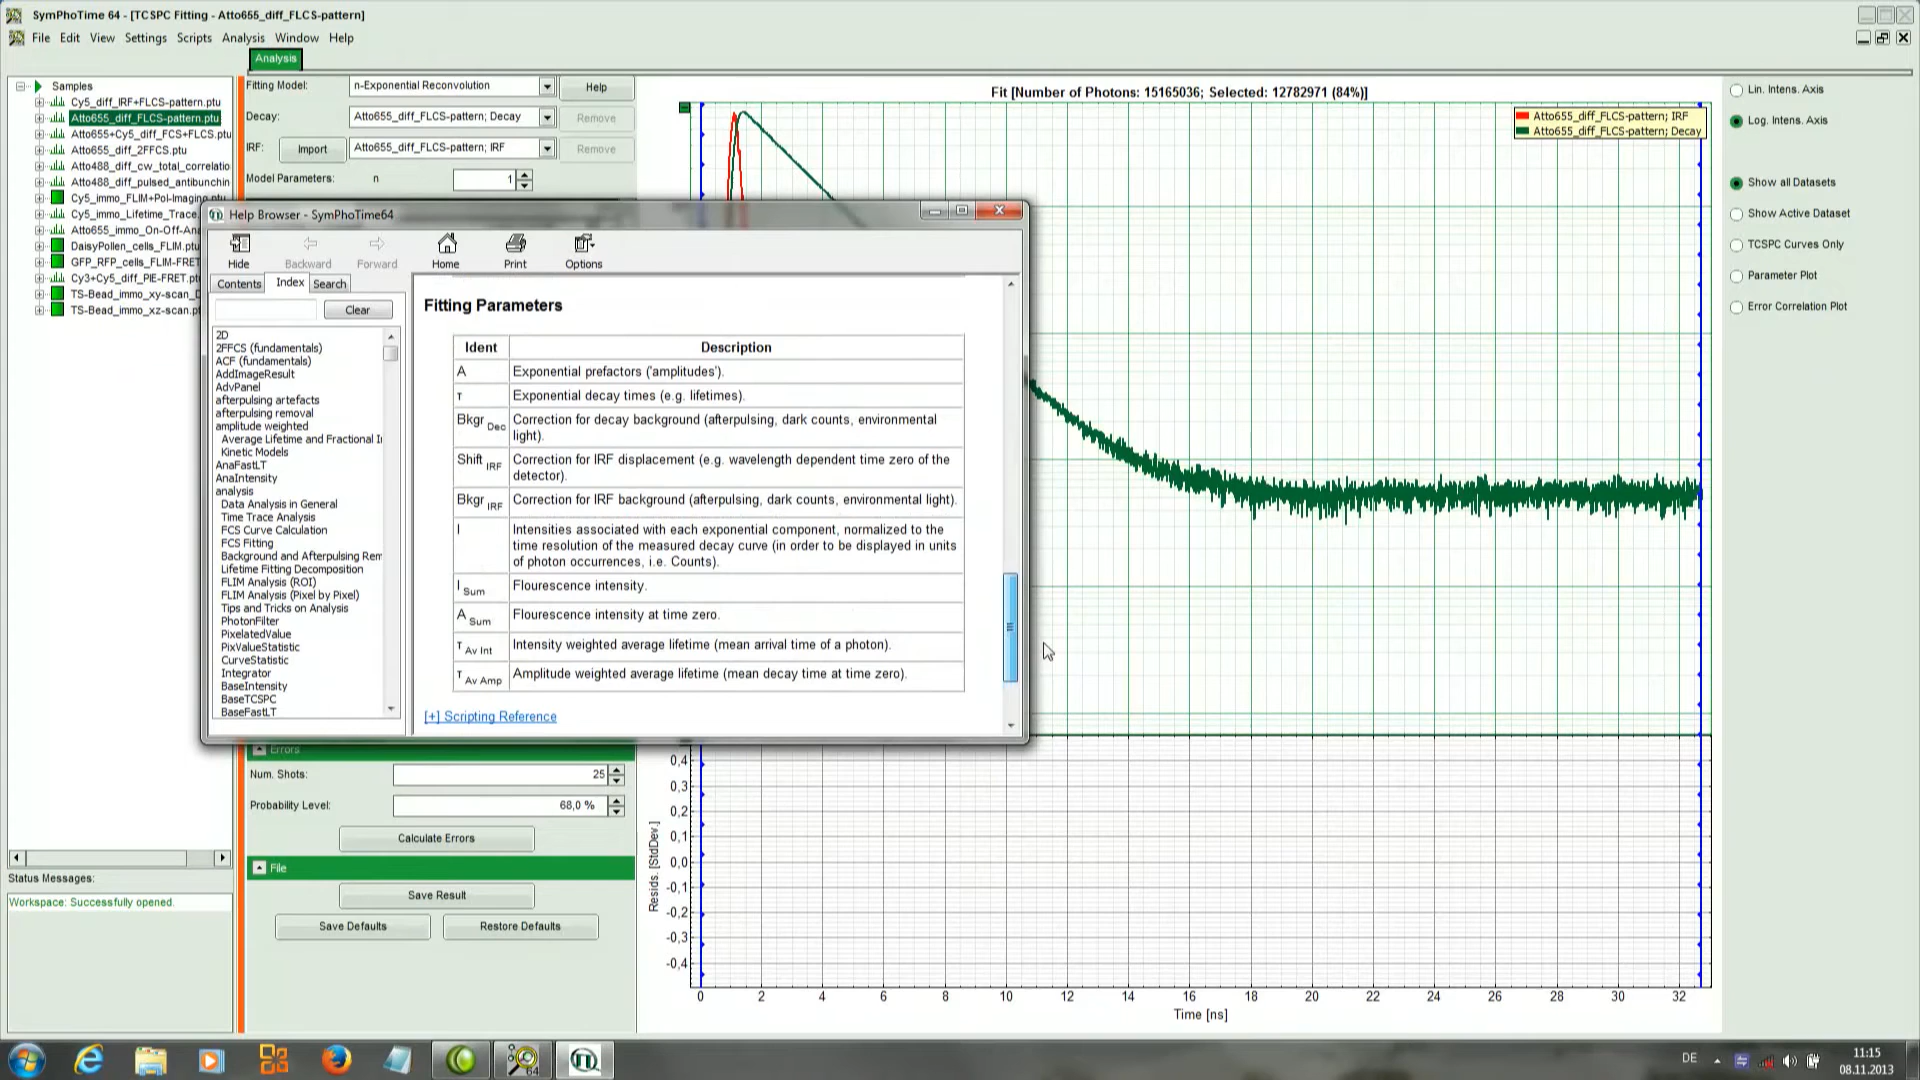 SymPhoTime 64 - [TCSPC Fitting - Atto655_diff_FLCS-pattern]
File Edit View Settings Scripts Analysis Window Help
Analysis
Samples
Cy5_diff_IRF+FLCS-pattern.ptu
Atto655_diff_FLCS-pattern.ptu
Atto655+Cy5_diff_FCS+FLCS.ptu
Atto655_diff_2FFCS.ptu
Atto488_diff_cw_total_correlatio
Atto488_diff_pulsed_antibunchin
Cy5_immo_FLIM+Pol-Imaging.ptu
Cy5_immo_Lifetime_Trace.
Atto655_immo_On-Off-Ana
DaisyPollen_cells_FLIM.ptu
GFP_RFP_cells_FLIM-FRET
Cy3+Cy5_diff_PIE-FRET.ptu
TS-Bead_immo_xy-scan_D
TS-Bead_immo_xz-scan.pt
Status Messages:
Workspace: Successfully opened.
Fitting Model: n-Exponential Reconvolution Help
Decay: Atto655_diff_FLCS-pattern; Decay Remove
IRF: Import Atto655_diff_FLCS-pattern; IRF Remove
Model Parameters: n 1
Help Browser - SymPhoTime64
Hide Backward Forward Home Print Options
Contents Index Search
Clear
2D
2FFCS (fundamentals)
ACF (fundamentals)
AddImageResult
AdvPanel
afterpulsing artefacts
afterpulsing removal
amplitude weighted
Average Lifetime and Fractional I
Kinetic Models
AnaFastLT
AnaIntensity
analysis
Data Analysis in General
Time Trace Analysis
FCS Curve Calculation
FCS Fitting
Background and Afterpulsing Rem
Lifetime Fitting Decomposition
FLIM Analysis (ROI)
FLIM Analysis (Pixel by Pixel)
Tips and Tricks on Analysis
PhotonFilter
PixelatedValue
PixValueStatistic
CurveStatistic
Integrator
BaseIntensity
BaseTCSPC
BaseFastLT
Fitting Parameters
Ident Description
A Exponential prefactors ('amplitudes').
τ Exponential decay times (e.g. lifetimes).
Bkgr Dec Correction for decay background (afterpulsing, dark counts, environmental
light).
Shift IRF Correction for IRF displacement (e.g. wavelength dependent time zero of the
detector).
Bkgr IRF Correction for IRF background (afterpulsing, dark counts, environmental light).
I Intensities associated with each exponential component, normalized to the
time resolution of the measured decay curve (in order to be displayed in units
of photon occurrences, i.e. Counts).
I Sum Flourescence intensity.
A Sum Flourescence intensity at time zero.
τ Av Int Intensity weighted average lifetime (mean arrival time of a photon).
τ Av Amp Amplitude weighted average lifetime (mean decay time at time zero).
[+] Scripting Reference
Errors
Num. Shots: 25
Probability Level: 68,0 %
Calculate Errors
File
Save Result
Save Defaults Restore Defaults
Fit [Number of Photons: 15165036; Selected: 12782971 (84%)]
Atto655_diff_FLCS-pattern; IRF
Atto655_diff_FLCS-pattern; Decay
0,4
0,3
0,2
0,1
0,0
-0,1
-0,2
-0,3
-0,4
Resids. [StdDev.]
0 2 4 6 8 10 12 14 16 18 20 22 24 26 28 30 32
Time [ns]
Lin. Intens. Axis
Log. Intens. Axis
Show all Datasets
Show Active Dataset
TCSPC Curves Only
Parameter Plot
Error Correlation Plot
64
DE
11:15
08.11.2013